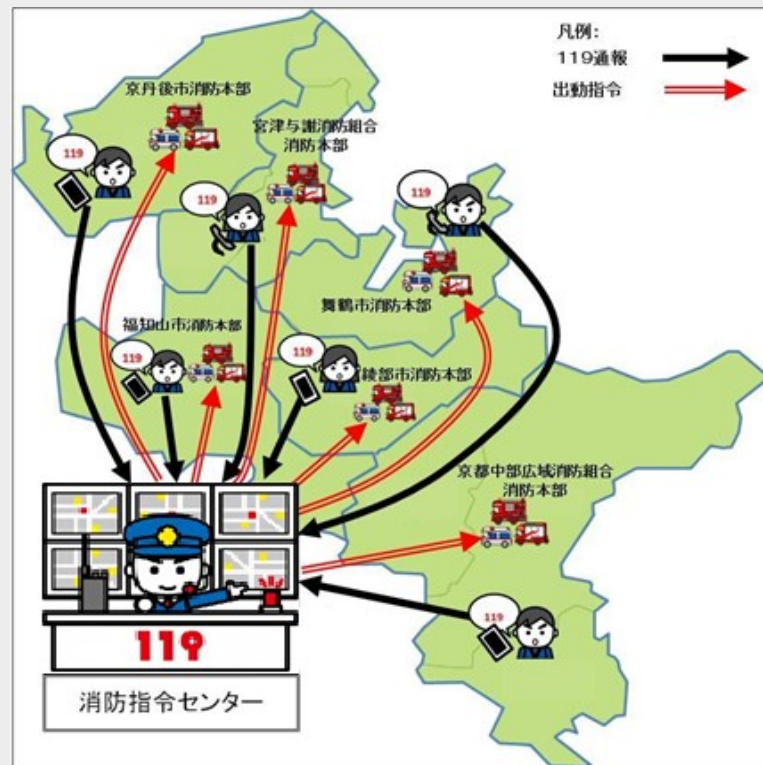 凡例:
119通報
出動指令
京丹後市消防本部
宮津与謝消防組合
消防本部
119
119
119
舞鶴市消防本部
福知山市消防本部
119
119
綾部市消防本部
京都中部広域消防組合
消防本部
119
119
消防指令センター